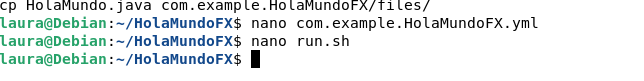 cp HolaMundo.java com.example.HolaMundoFX/files/
laura@Debian:~/HolaMundoFX$ nano com.example.HolaMundoFX.yml
laura@Debian:~/HolaMundoFX$ nano run.sh
laura@Debian:~/HolaMundoFX$